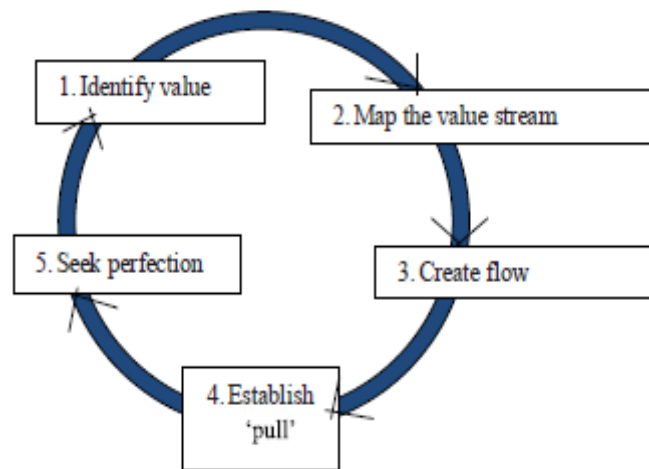 1. Identify value
2. Map the value stream
3. Create flow
4. Establish
‘pull’
5. Seek perfection